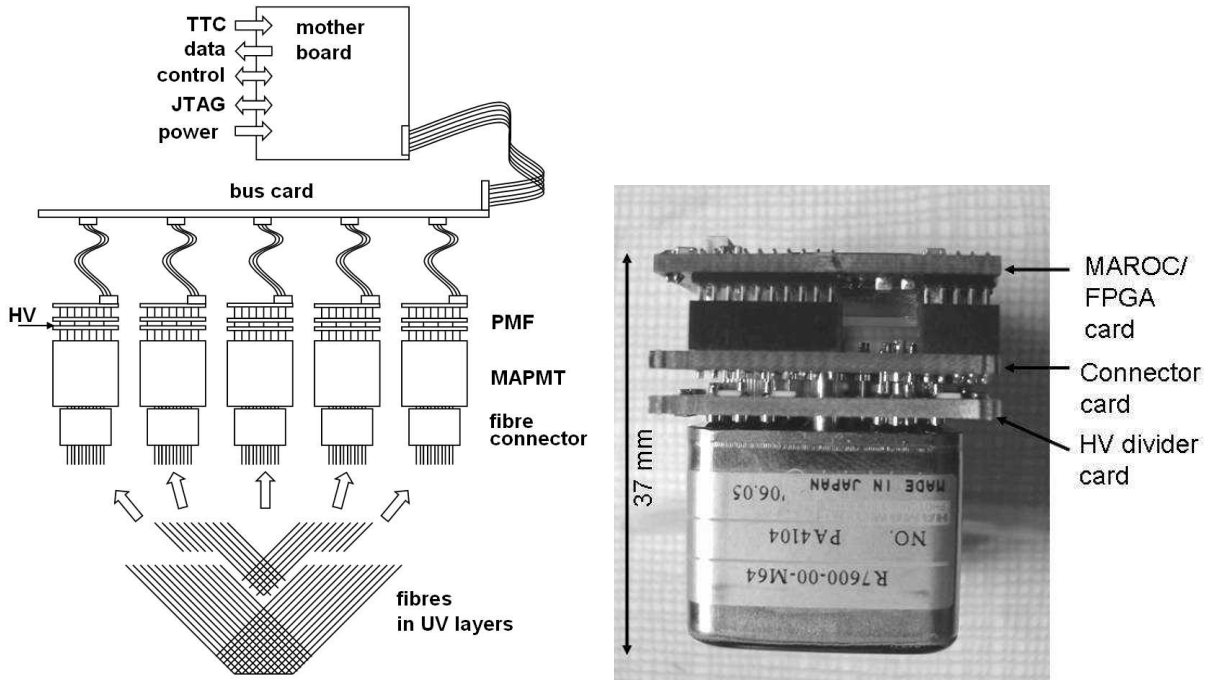 TTC
data
control
JTAG
power
mother
board
bus card
HV
PMF
MAPMT
fibre
connector
fibres
in UV layers
37 mm
MAROC/
FPGA
card
Connector
card
HV divider
card
R7600-00-M64
NO. PA4104
MADE IN JAPAN '06.05